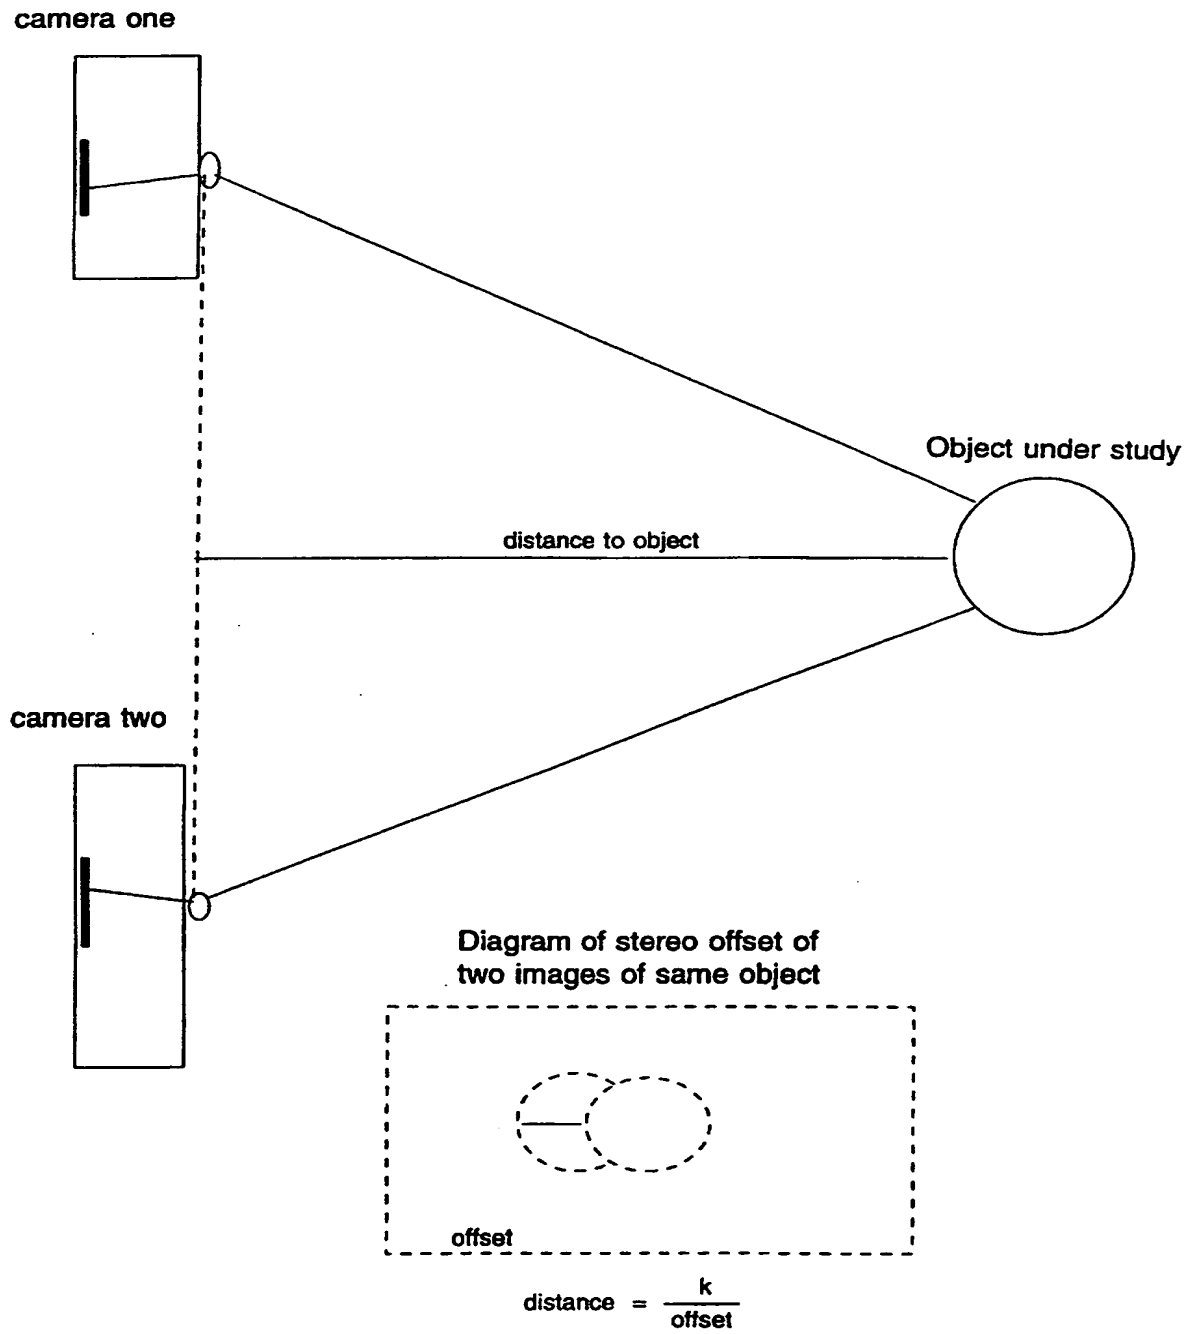 camera one
Object under study
distance to object
camera two
Diagram of stereo offset of
two images of same object
offset
distance = k
offset